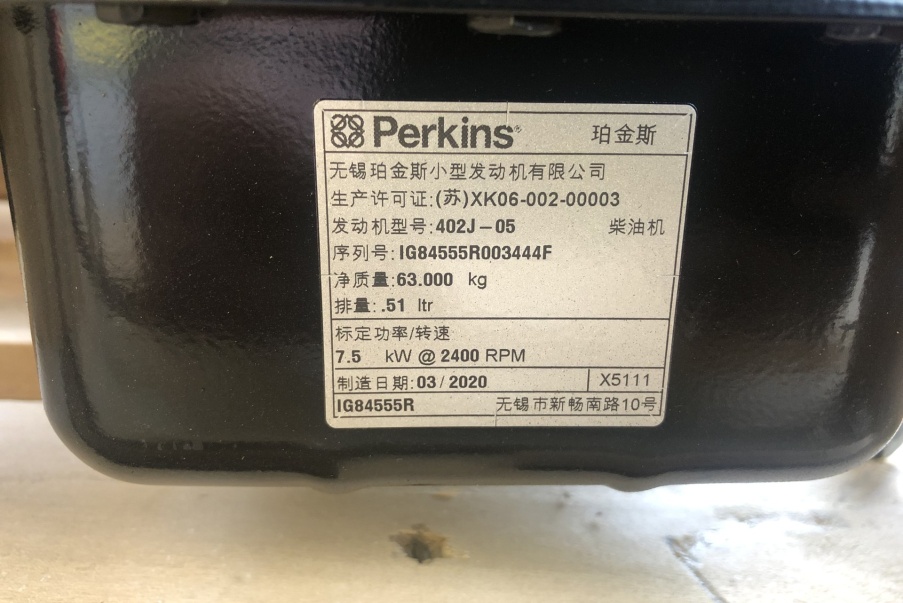 Perkins® 珀金斯
无锡珀金斯小型发动机有限公司
生产许可证:(苏)XK06-002-00003
发动机型号:402J-05 柴油机
序列号:IG84555R003444F
净质量:63.000 kg
排量:.51 ltr
标定功率/转速
7.5 kW @ 2400 RPM
制造日期:03/2020 X5111
IG84555R 无锡市新畅南路10号